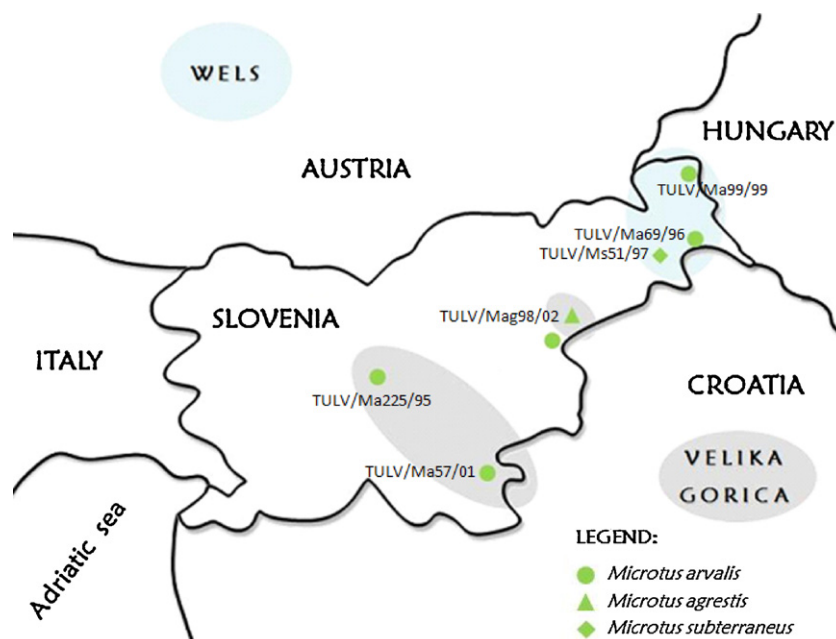 WELS
HUNGARY
AUSTRIA
TULV/Ma99/99
TULV/Ma69/96
TULV/Ms51/97
SLOVENIA
TULV/Mag98/02
ITALY
CROATIA
TULV/Ma225/95
TULV/Ma57/01
VELIKA
GORICA
Adriatic sea
LEGEND:
Microtus arvalis
Microtus agrestis
Microtus subterraneus